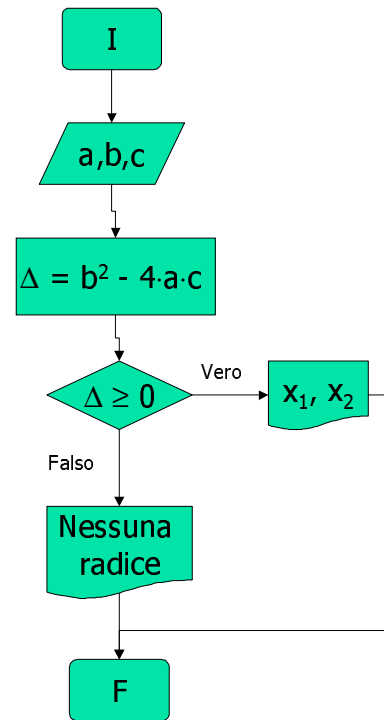 I
a,b,c
Δ = b² - 4·a·c
Δ ≥ 0
Vero
x₁, x₂
Falso
Nessuna
radice
F